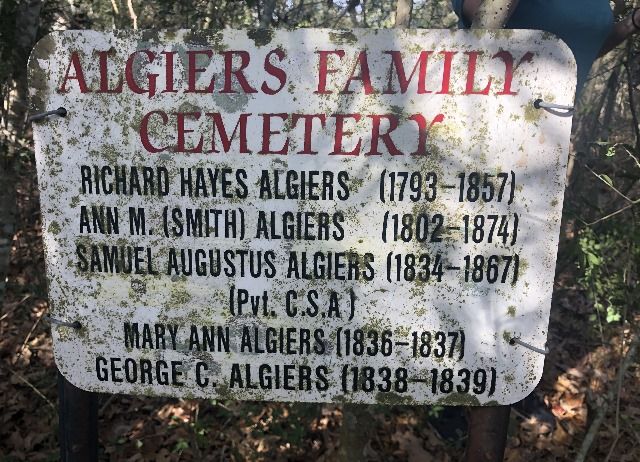 ALGIERS FAMILY
CEMETERY
RICHARD HAYES ALGIERS (1793-1857)
ANN M. (SMITH) ALGIERS (1802-1874)
SAMUEL AUGUSTUS ALGIERS (1834-1867)
(Pvt. C.S.A)
MARY ANN ALGIERS (1836-1837)
GEORGE C. ALGIERS (1838-1839)